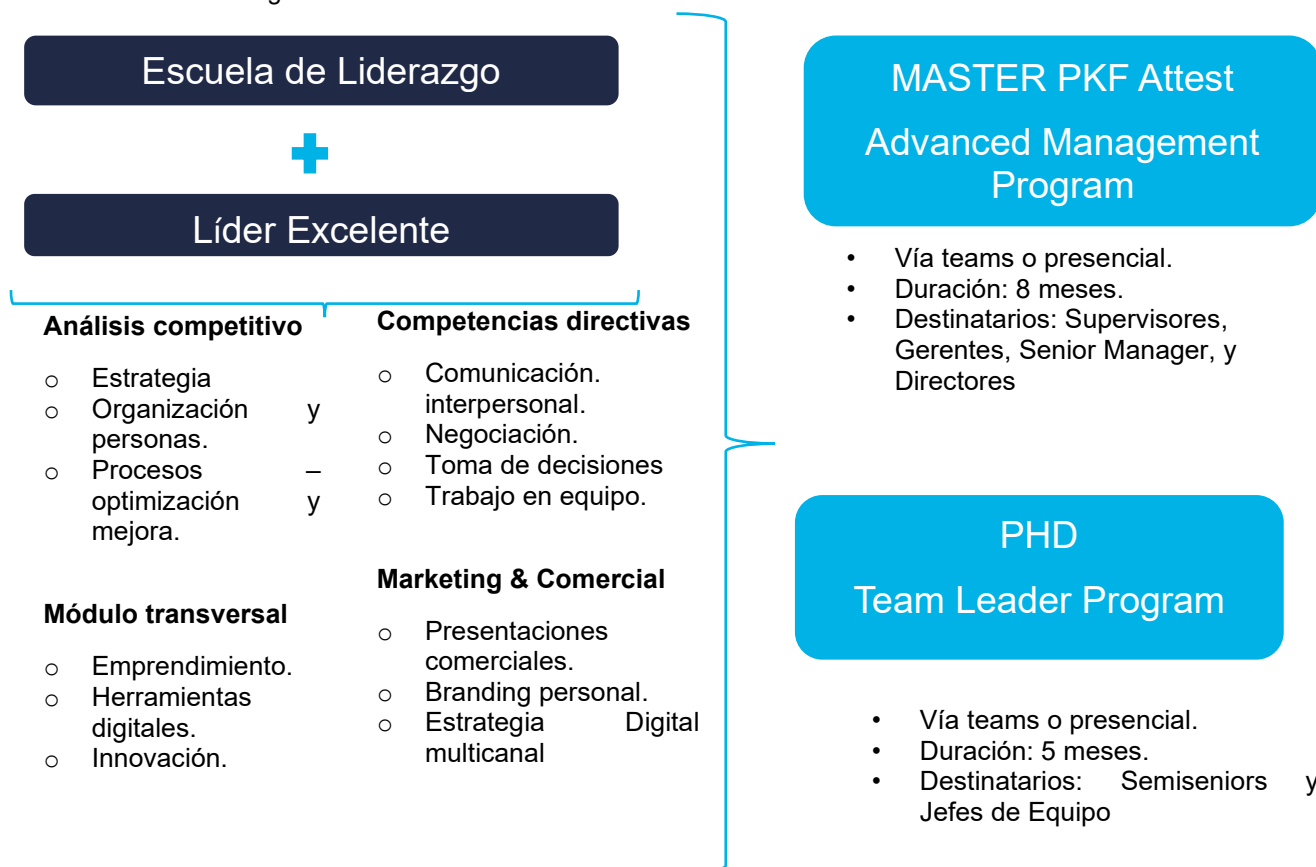 Escuela de Liderazgo
Líder Excelente
Análisis competitivo
o Estrategia
o Organización y
personas.
o Procesos –
optimización y
mejora.
Competencias directivas
o Comunicación.
interpersonal.
o Negociación.
o Toma de decisiones
o Trabajo en equipo.
Módulo transversal
o Emprendimiento.
o Herramientas
digitales.
o Innovación.
Marketing & Comercial
o Presentaciones
comerciales.
o Branding personal.
o Estrategia Digital
multicanal
MASTER PKF Attest
Advanced Management
Program
• Vía teams o presencial.
• Duración: 8 meses.
• Destinatarios: Supervisores,
Gerentes, Senior Manager, y
Directores
PHD
Team Leader Program
• Vía teams o presencial.
• Duración: 5 meses.
• Destinatarios: Semiseniors y
Jefes de Equipo